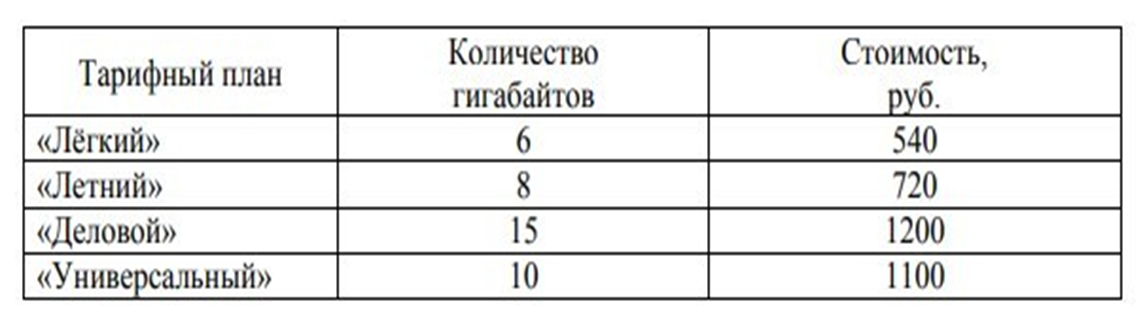 Тарифный план Количество гигабайтов Стоимость, руб.
«Лёгкий» 6 540
«Летний» 8 720
«Деловой» 15 1200
«Универсальный» 10 1100